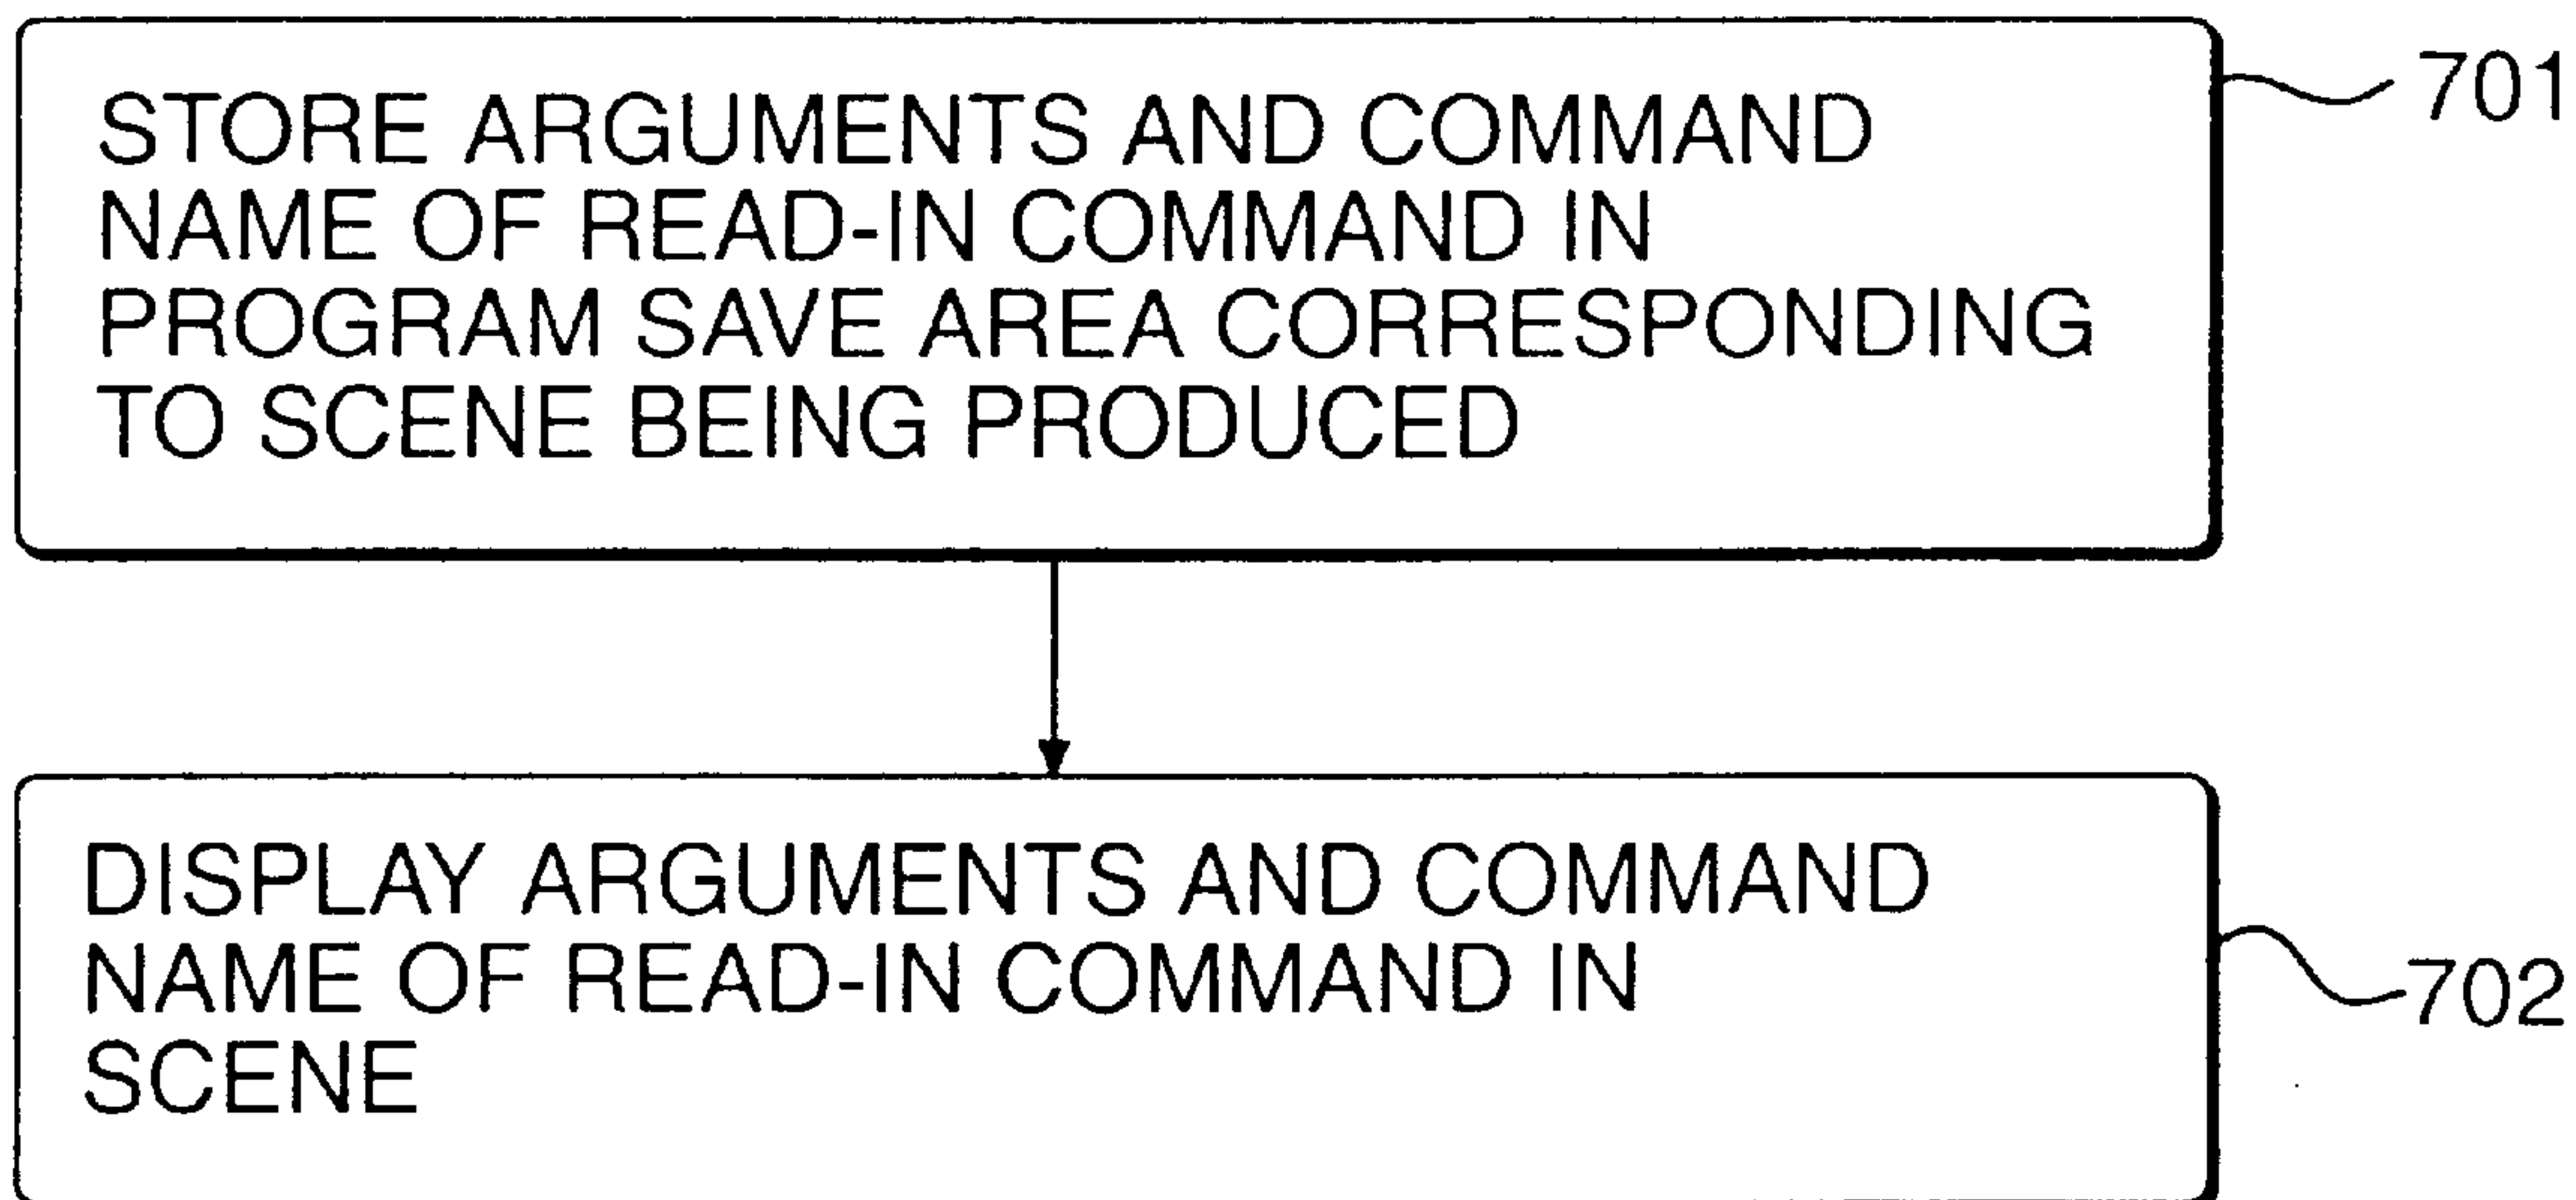 STORE ARGUMENTS AND COMMAND
NAME OF READ-IN COMMAND IN
PROGRAM SAVE AREA CORRESPONDING
TO SCENE BEING PRODUCED
701
DISPLAY ARGUMENTS AND COMMAND
NAME OF READ-IN COMMAND IN
SCENE
702